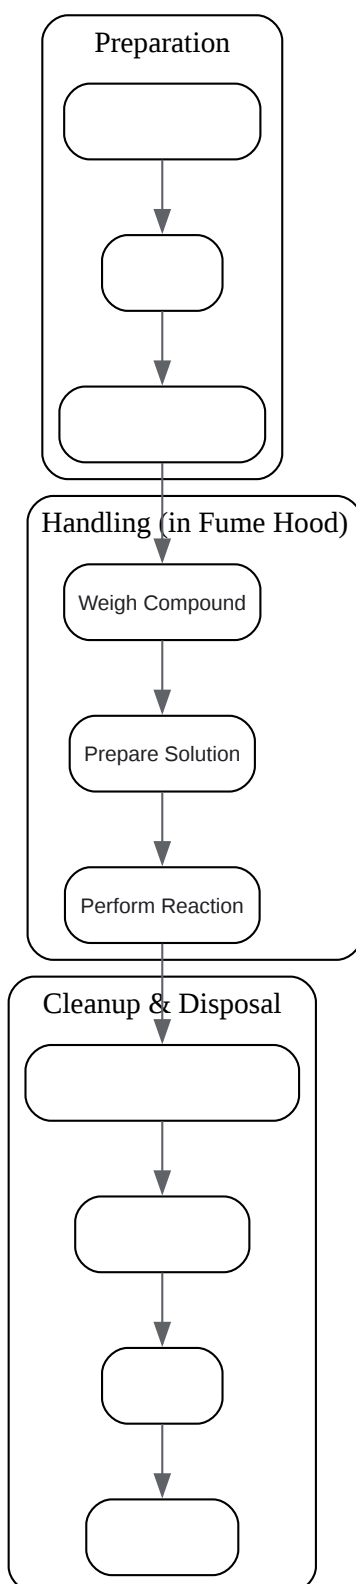 Preparation
Handling (in Fume Hood)
Weigh Compound
Prepare Solution
Perform Reaction
Cleanup & Disposal